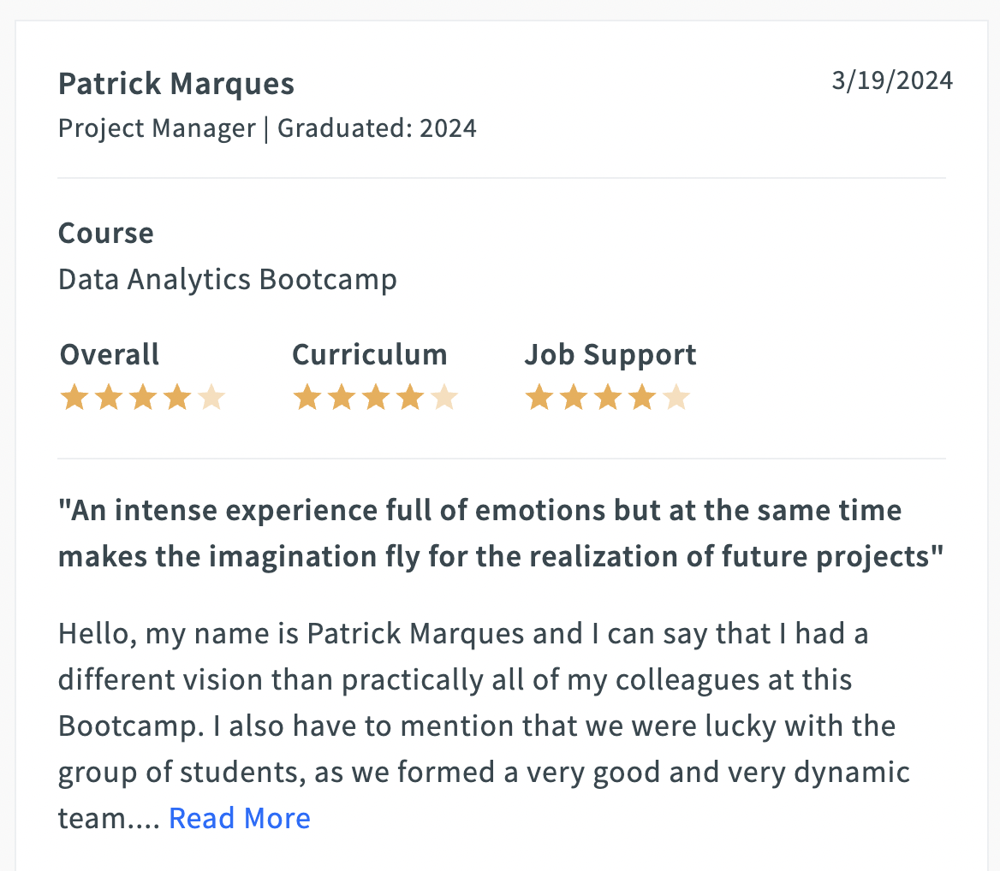 Patrick Marques
3/19/2024
Project Manager | Graduated: 2024
Course
Data Analytics Bootcamp
Overall
Curriculum
Job Support
"An intense experience full of emotions but at the same time
makes the imagination fly for the realization of future projects"
Hello, my name is Patrick Marques and I can say that I had a
different vision than practically all of my colleagues at this
Bootcamp. I also have to mention that we were lucky with the
group of students, as we formed a very good and very dynamic
team.... Read More